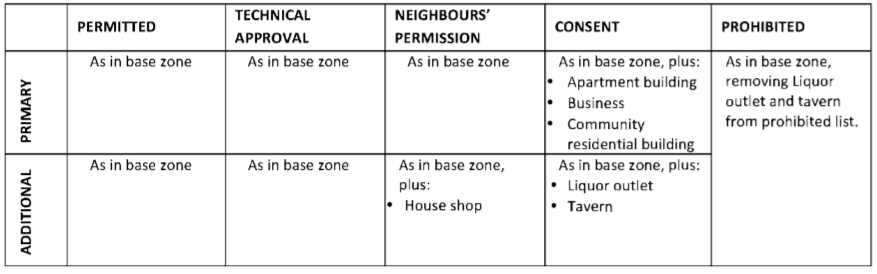 PERMITTED
TECHNICAL
APPROVAL
NEIGHBOURS'
PERMISSION
CONSENT
PROHIBITED
PRIMARY
As in base zone
As in base zone
As in base zone
As in base zone, plus:
• Apartment building
• Business
• Community
residential building
As in base zone,
removing Liquor
outlet and tavern
from prohibited list.
ADDITIONAL
As in base zone
As in base zone
As in base zone,
plus:
• House shop
As in base zone, plus:
• Liquor outlet
• Tavern